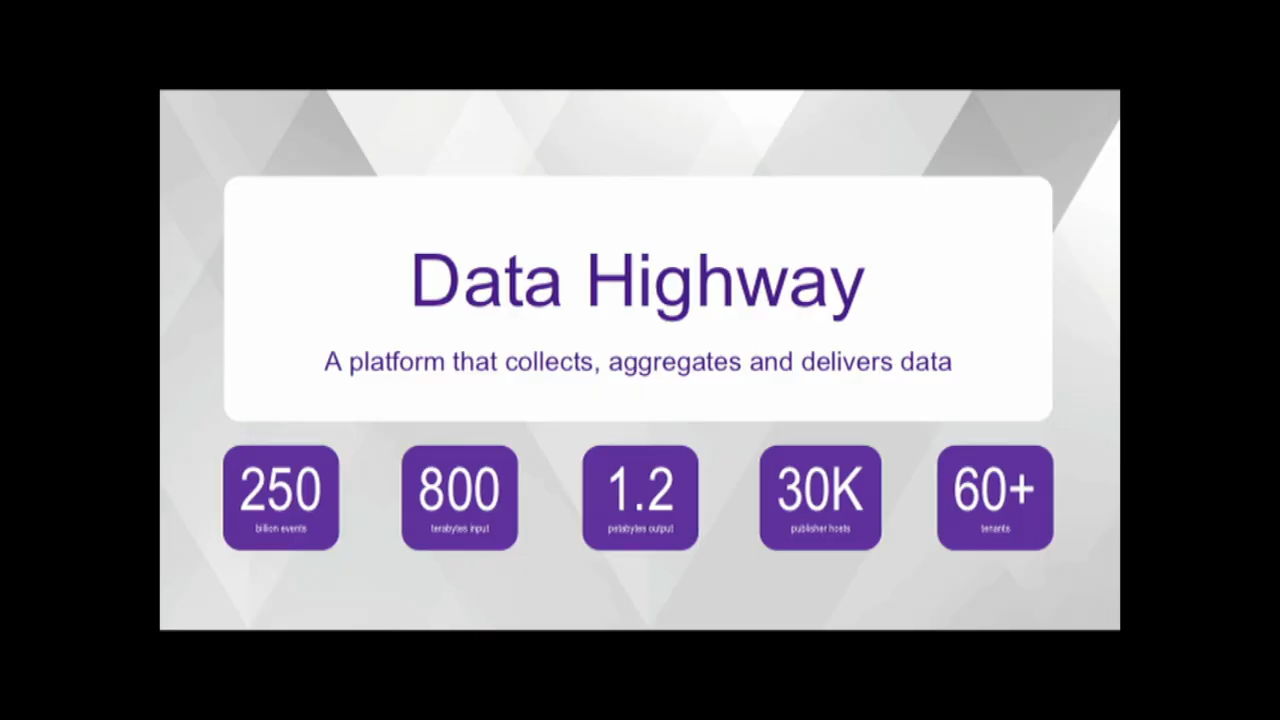 Data Highway
A platform that collects, aggregates and delivers data
250
billion events
800
terabytes input
1.2
petabytes output
30K
publisher hosts
60+
tenants